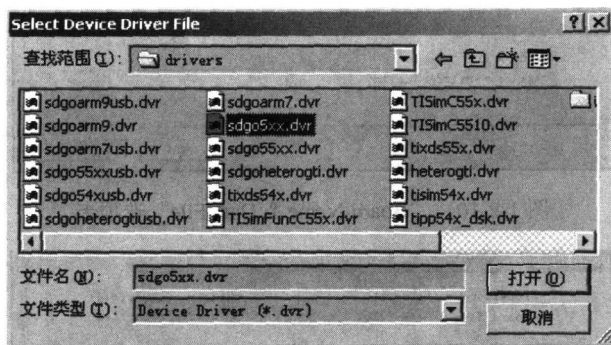 Select Device Driver File
查找范围(I): drivers
sdgoarm9usb.dvr sdgoarm7.dvr TISimC55x.dvr
sdgoarm9.dvr sdgo5xx.dvr TISimC5510.dvr
sdgoarm7usb.dvr sdgo55xx.dvr tixds55x.dvr
sdgo55xxusb.dvr sdgoheterogti.dvr heterogti.dvr
sdgo54xusb.dvr tixds54x.dvr tisim54x.dvr
sdgoheterogtiusb.dvr TISimFuncC55x.dvr tipp54x_dsk.dvr
文件名(N): sdgo5xx.dvr 打开(O)
文件类型(T): Device Driver (*.dvr) 取消